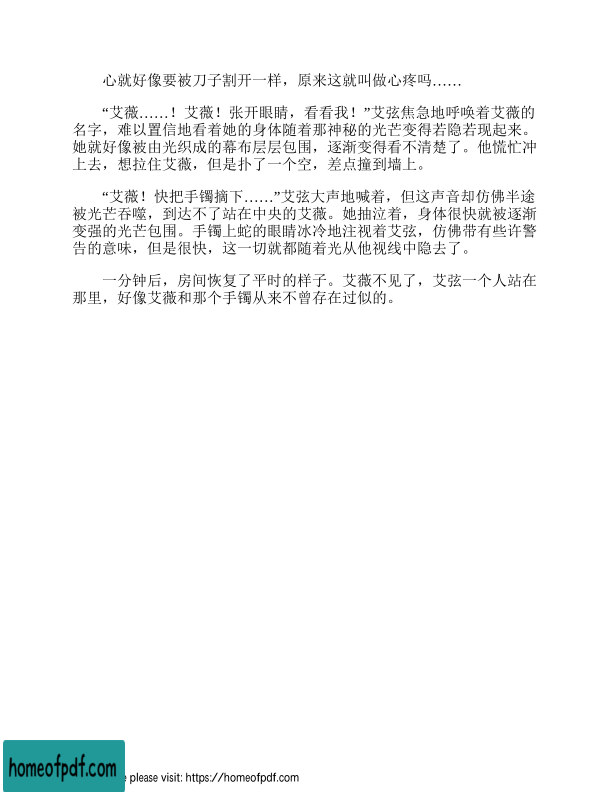 心就好像要被刀子割开一样，原来这就叫做心疼吗……
“艾薇……！艾薇！张开眼睛，看看我！”艾弦焦急地呼唤着艾薇的
名字，难以置信地看着她的身体随着那神秘的光芒变得若隐若现起来。
她就好像被由光织成的幕布层层包围，逐渐变得看不清楚了。他慌忙冲
上去，想拉住艾薇，但是扑了一个空，差点撞到墙上。
“艾薇！快把手镯摘下……”艾弦大声地喊着，但这声音却仿佛半途
被光芒吞噬，到达不了站在中央的艾薇。她抽泣着，身体很快就被逐渐
变强的光芒包围。手镯上蛇的眼睛冰冷地注视着艾弦，仿佛带有些许警
告的意味，但是很快，这一切就都随着光从他视线中隐去了。
一分钟后，房间恢复了平时的样子。艾薇不见了，艾弦一个人站在
那里，好像艾薇和那个手镯从来不曾存在过似的。
homeofpdf.com
please visit: https://homeofpdf.com